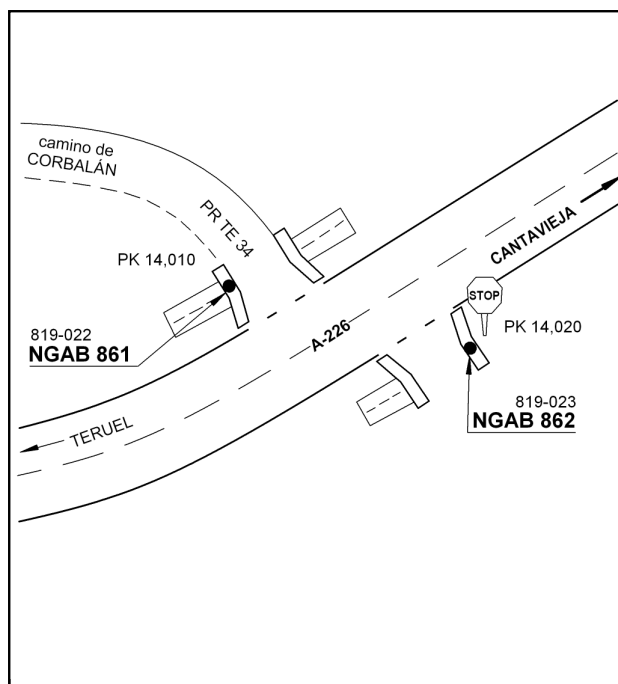 camino de
CORBALÁN
PR TE 34
PK 14,010
819-022
NGAB 861
CANTAVIEJA
STOP
PK 14,020
A-226
819-023
NGAB 862
TERUEL